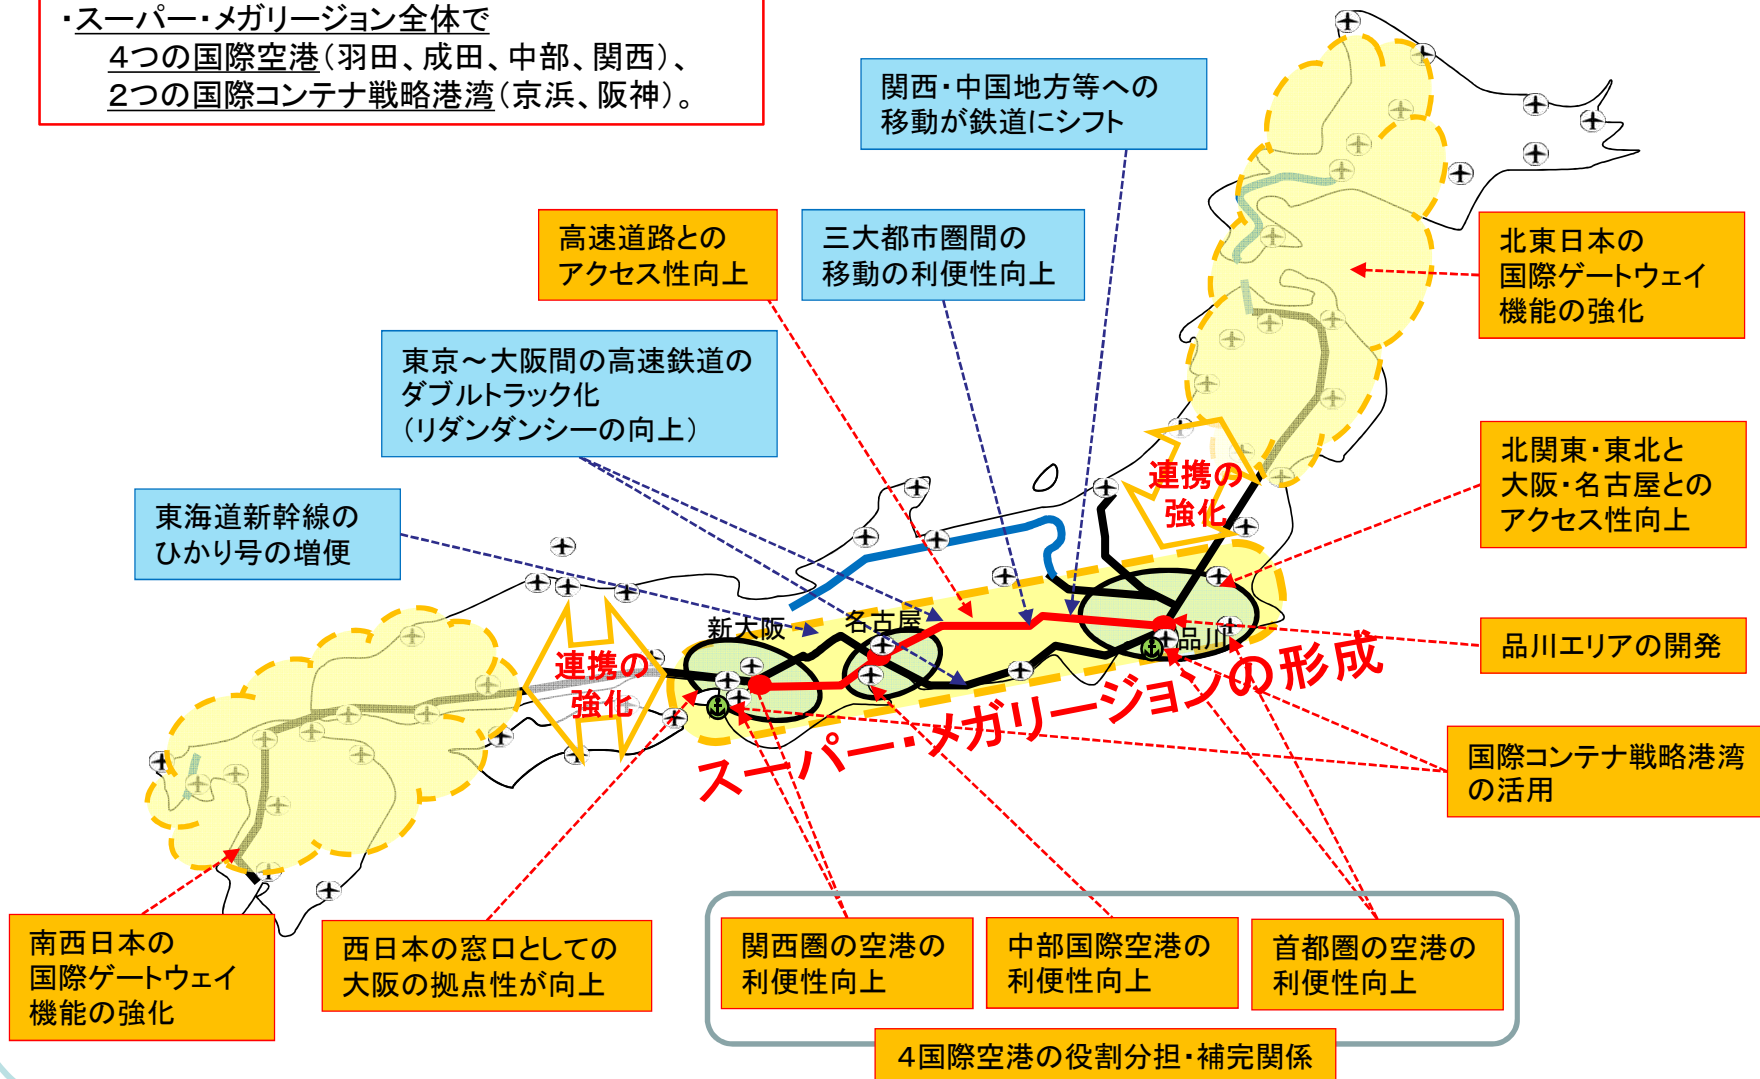 ・スーパー・メガリージョン全体で
4つの国際空港(羽田、成田、中部、関西)、
2つの国際コンテナ戦略港湾(京浜、阪神)。
関西・中国地方等への
移動が鉄道にシフト
高速道路との
アクセス性向上
三大都市圏間の
移動の利便性向上
北東日本の
国際ゲートウェイ
機能の強化
東京～大阪間の高速鉄道の
ダブルトラック化
(リダンダンシーの向上)
北関東・東北と
大阪・名古屋との
アクセス性向上
連携の
強化
東海道新幹線の
ひかり号の増便
新大阪
名古屋
品川
品川エリアの開発
連携の
強化
スーパー・メガリージョンの形成
国際コンテナ戦略港湾
の活用
南西日本の
国際ゲートウェイ
機能の強化
西日本の窓口としての
大阪の拠点性が向上
関西圏の空港の
利便性向上
中部国際空港の
利便性向上
首都圏の空港の
利便性向上
4国際空港の役割分担・補完関係